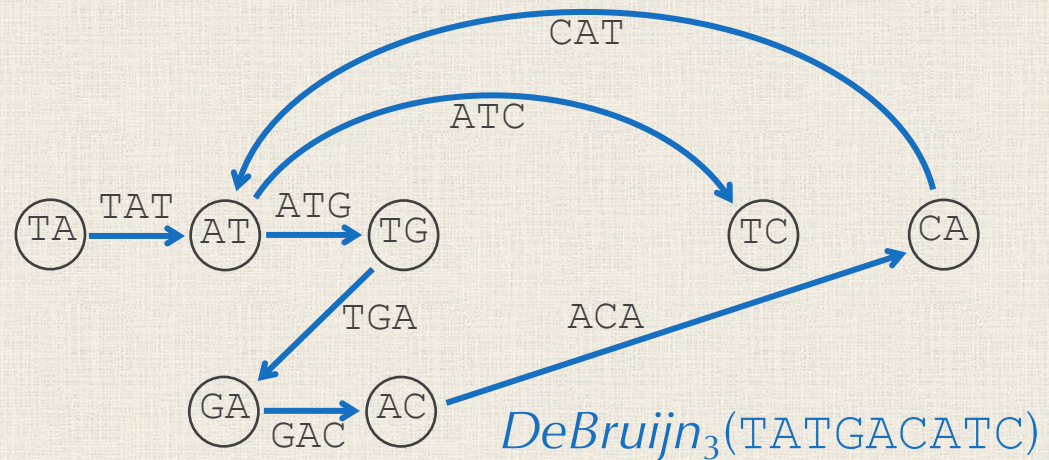 CAT
ATC
TA
TAT
AT
ATG
TG
TC
CA
TGA
ACA
GA
GAC
AC
DeBruijn₃(TATGACATC)